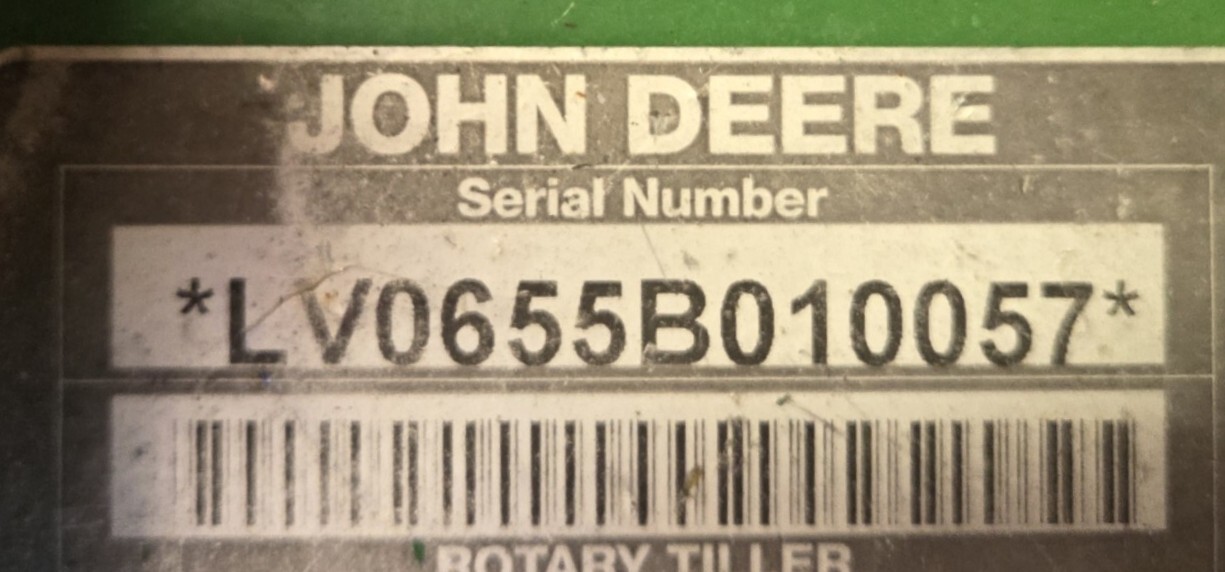 JOHN DEERE
Serial Number
*LV0655B010057*
ROTARY TILLER